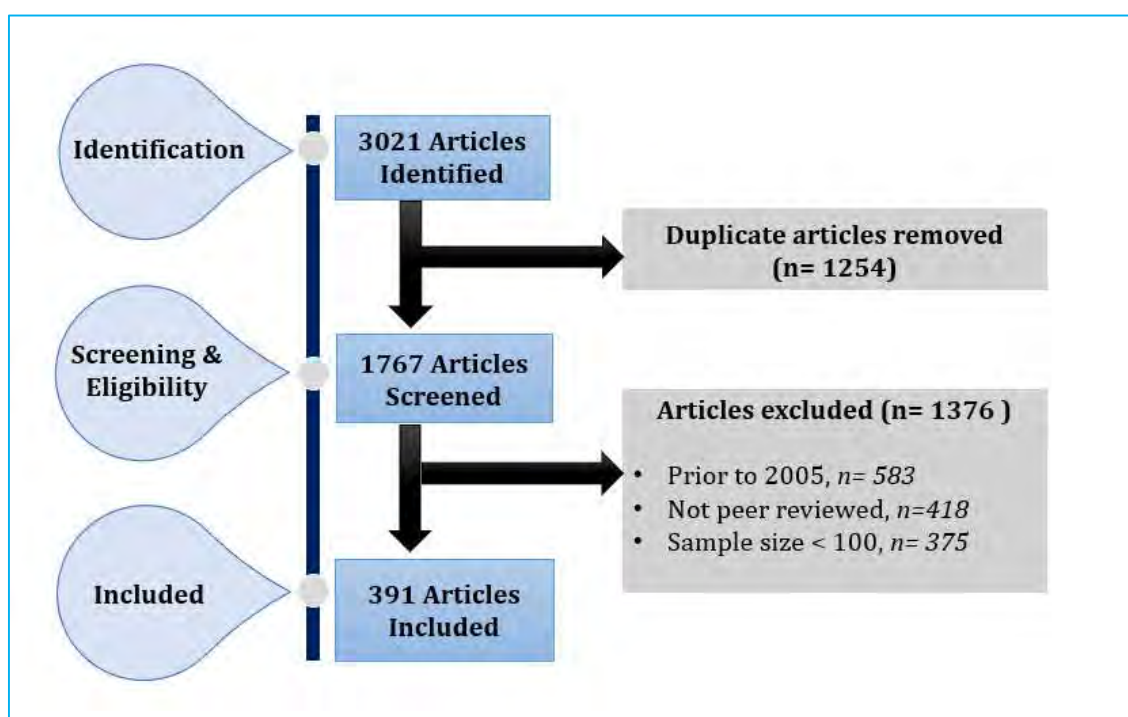 Identification
3021 Articles
Identified
Duplicate articles removed
(n= 1254)
Screening &
Eligibility
1767 Articles
Screened
Articles excluded (n= 1376 )
• Prior to 2005, n= 583
• Not peer reviewed, n=418
• Sample size < 100, n= 375
Included
391 Articles
Included